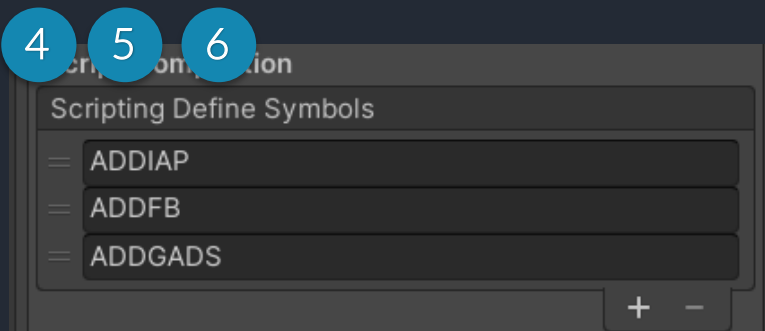 4 5 6
Scripting Define Symbols
ADDIAP
ADDFB
ADDGADS
+ −